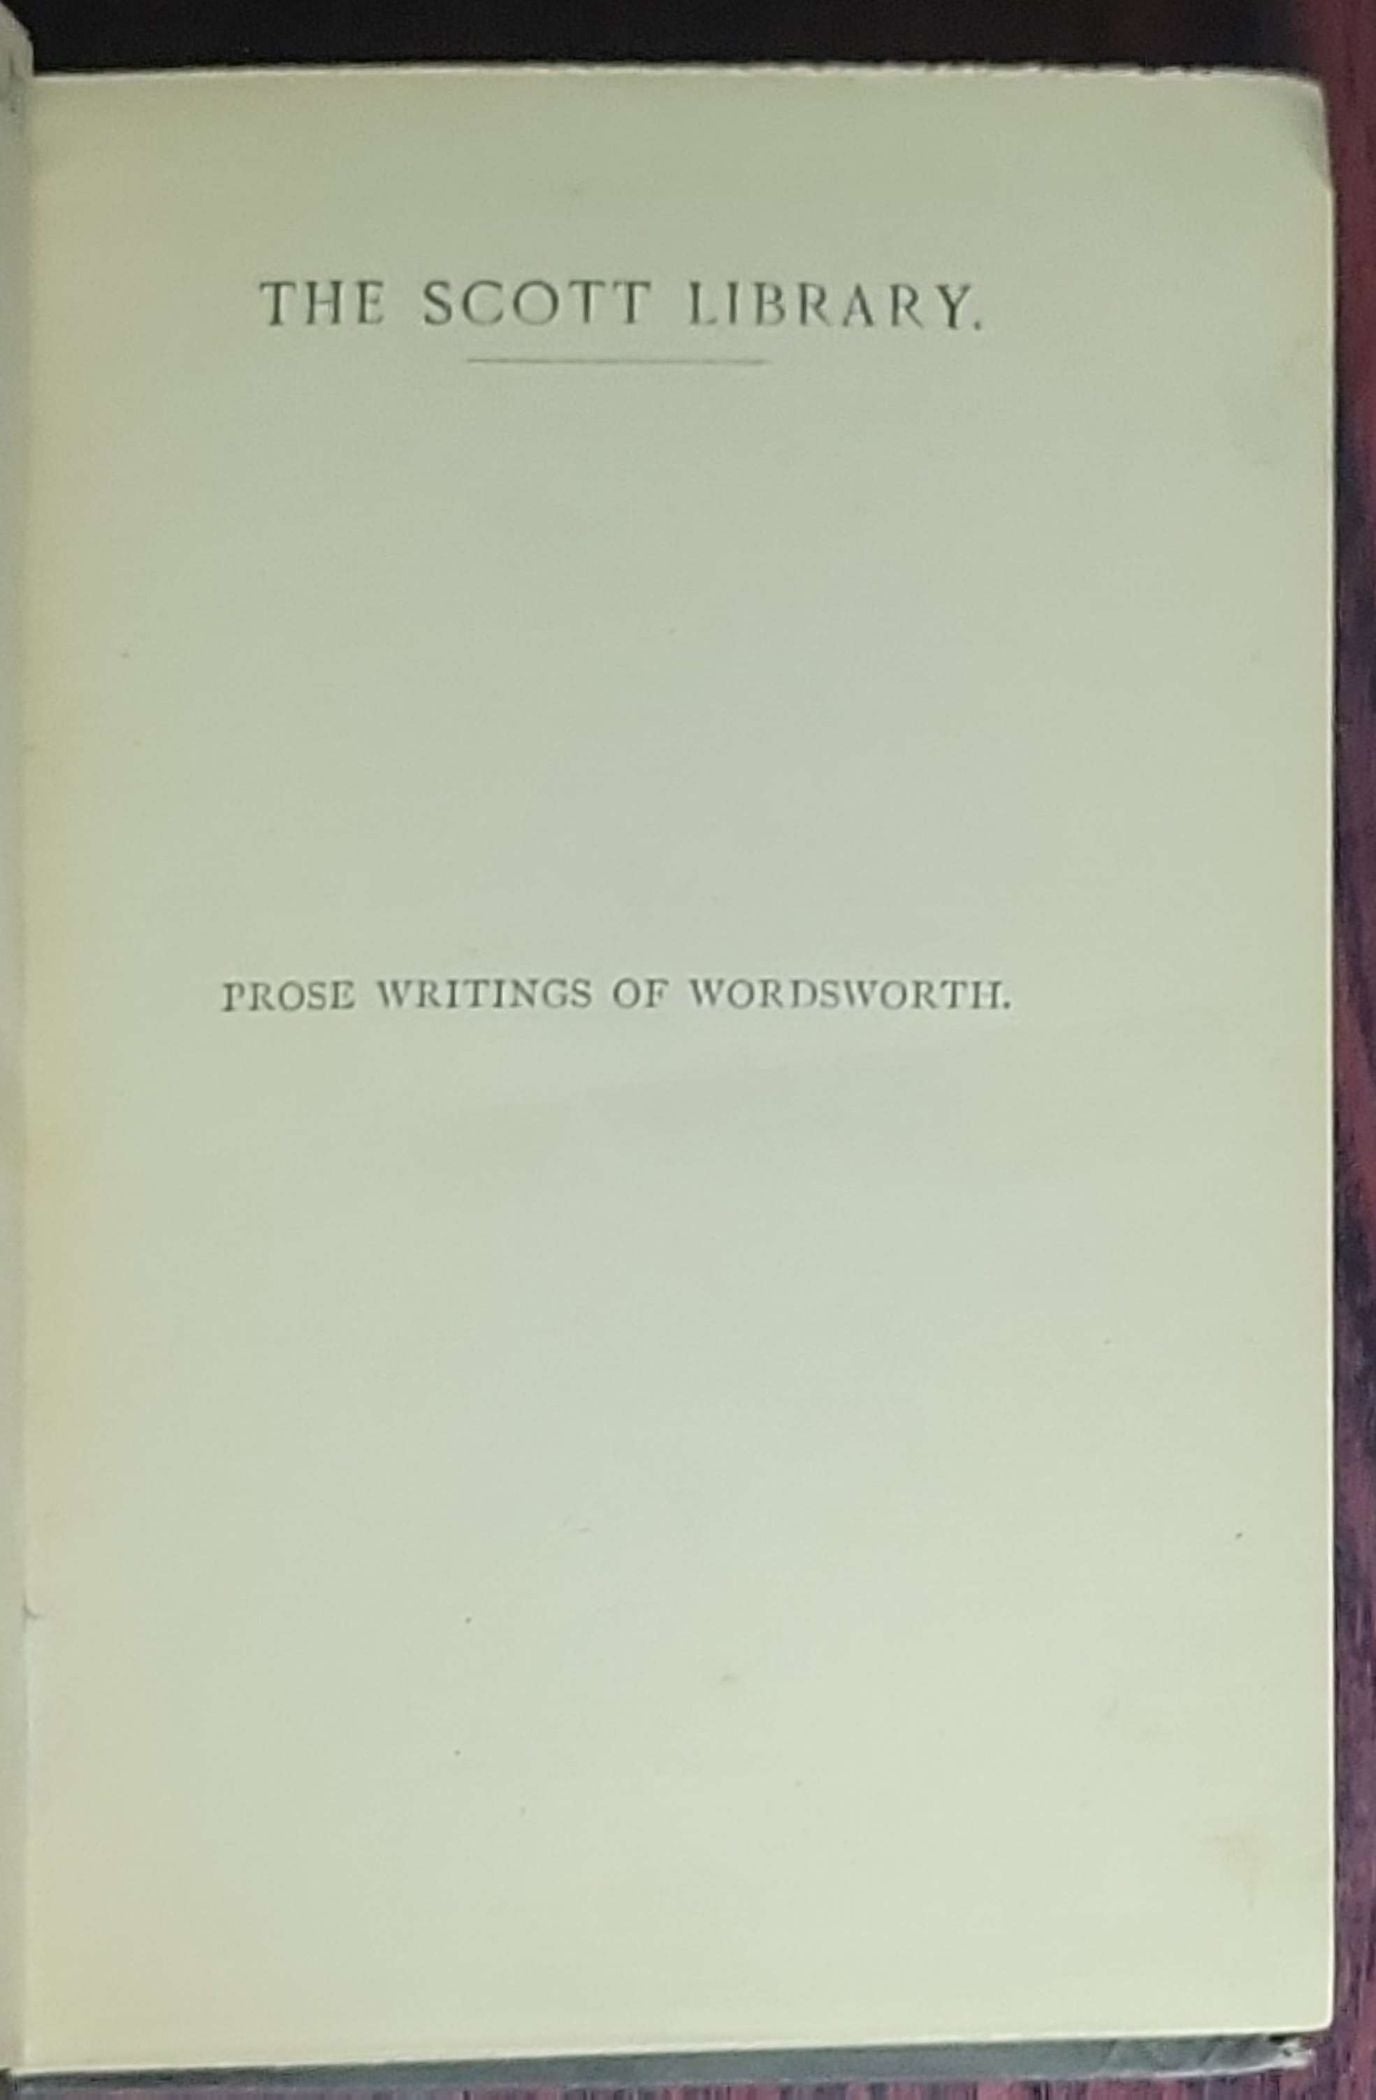 THE SCOTT LIBRARY.
PROSE WRITINGS OF WORDSWORTH.